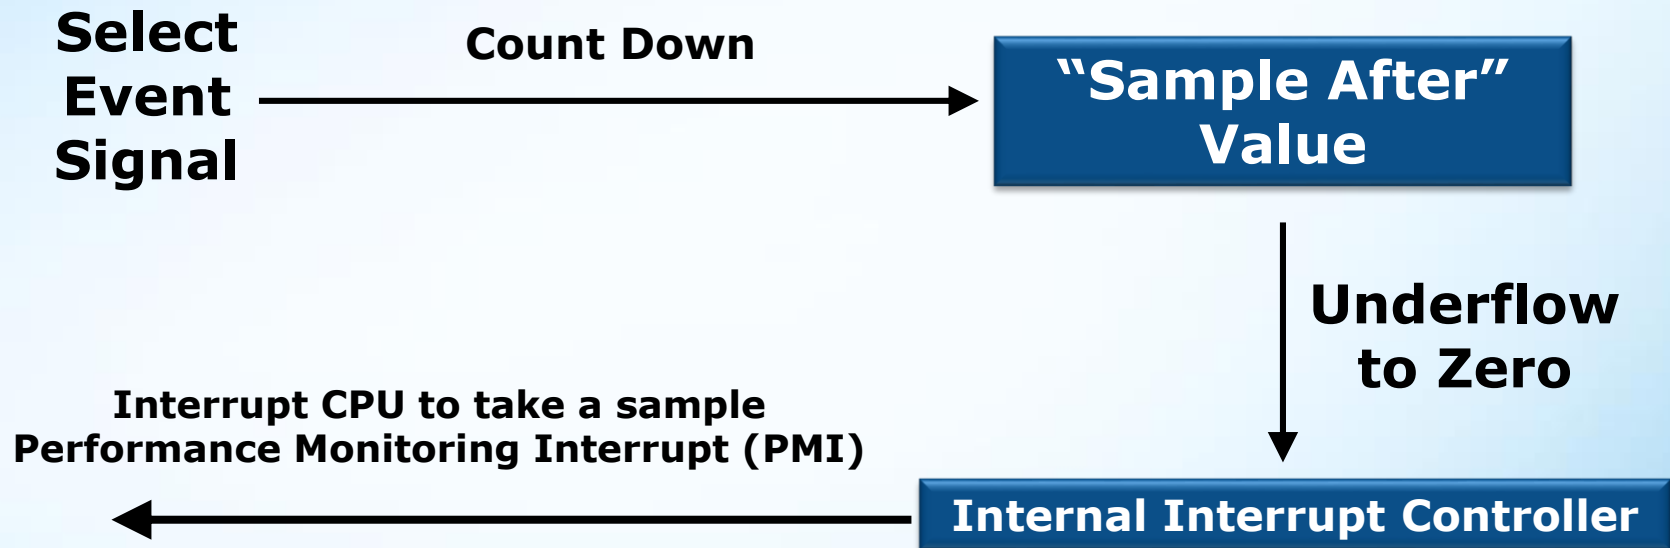 Select
Event
Signal
Count Down
“Sample After”
Value
Underflow
to Zero
Interrupt CPU to take a sample
Performance Monitoring Interrupt (PMI)
Internal Interrupt Controller